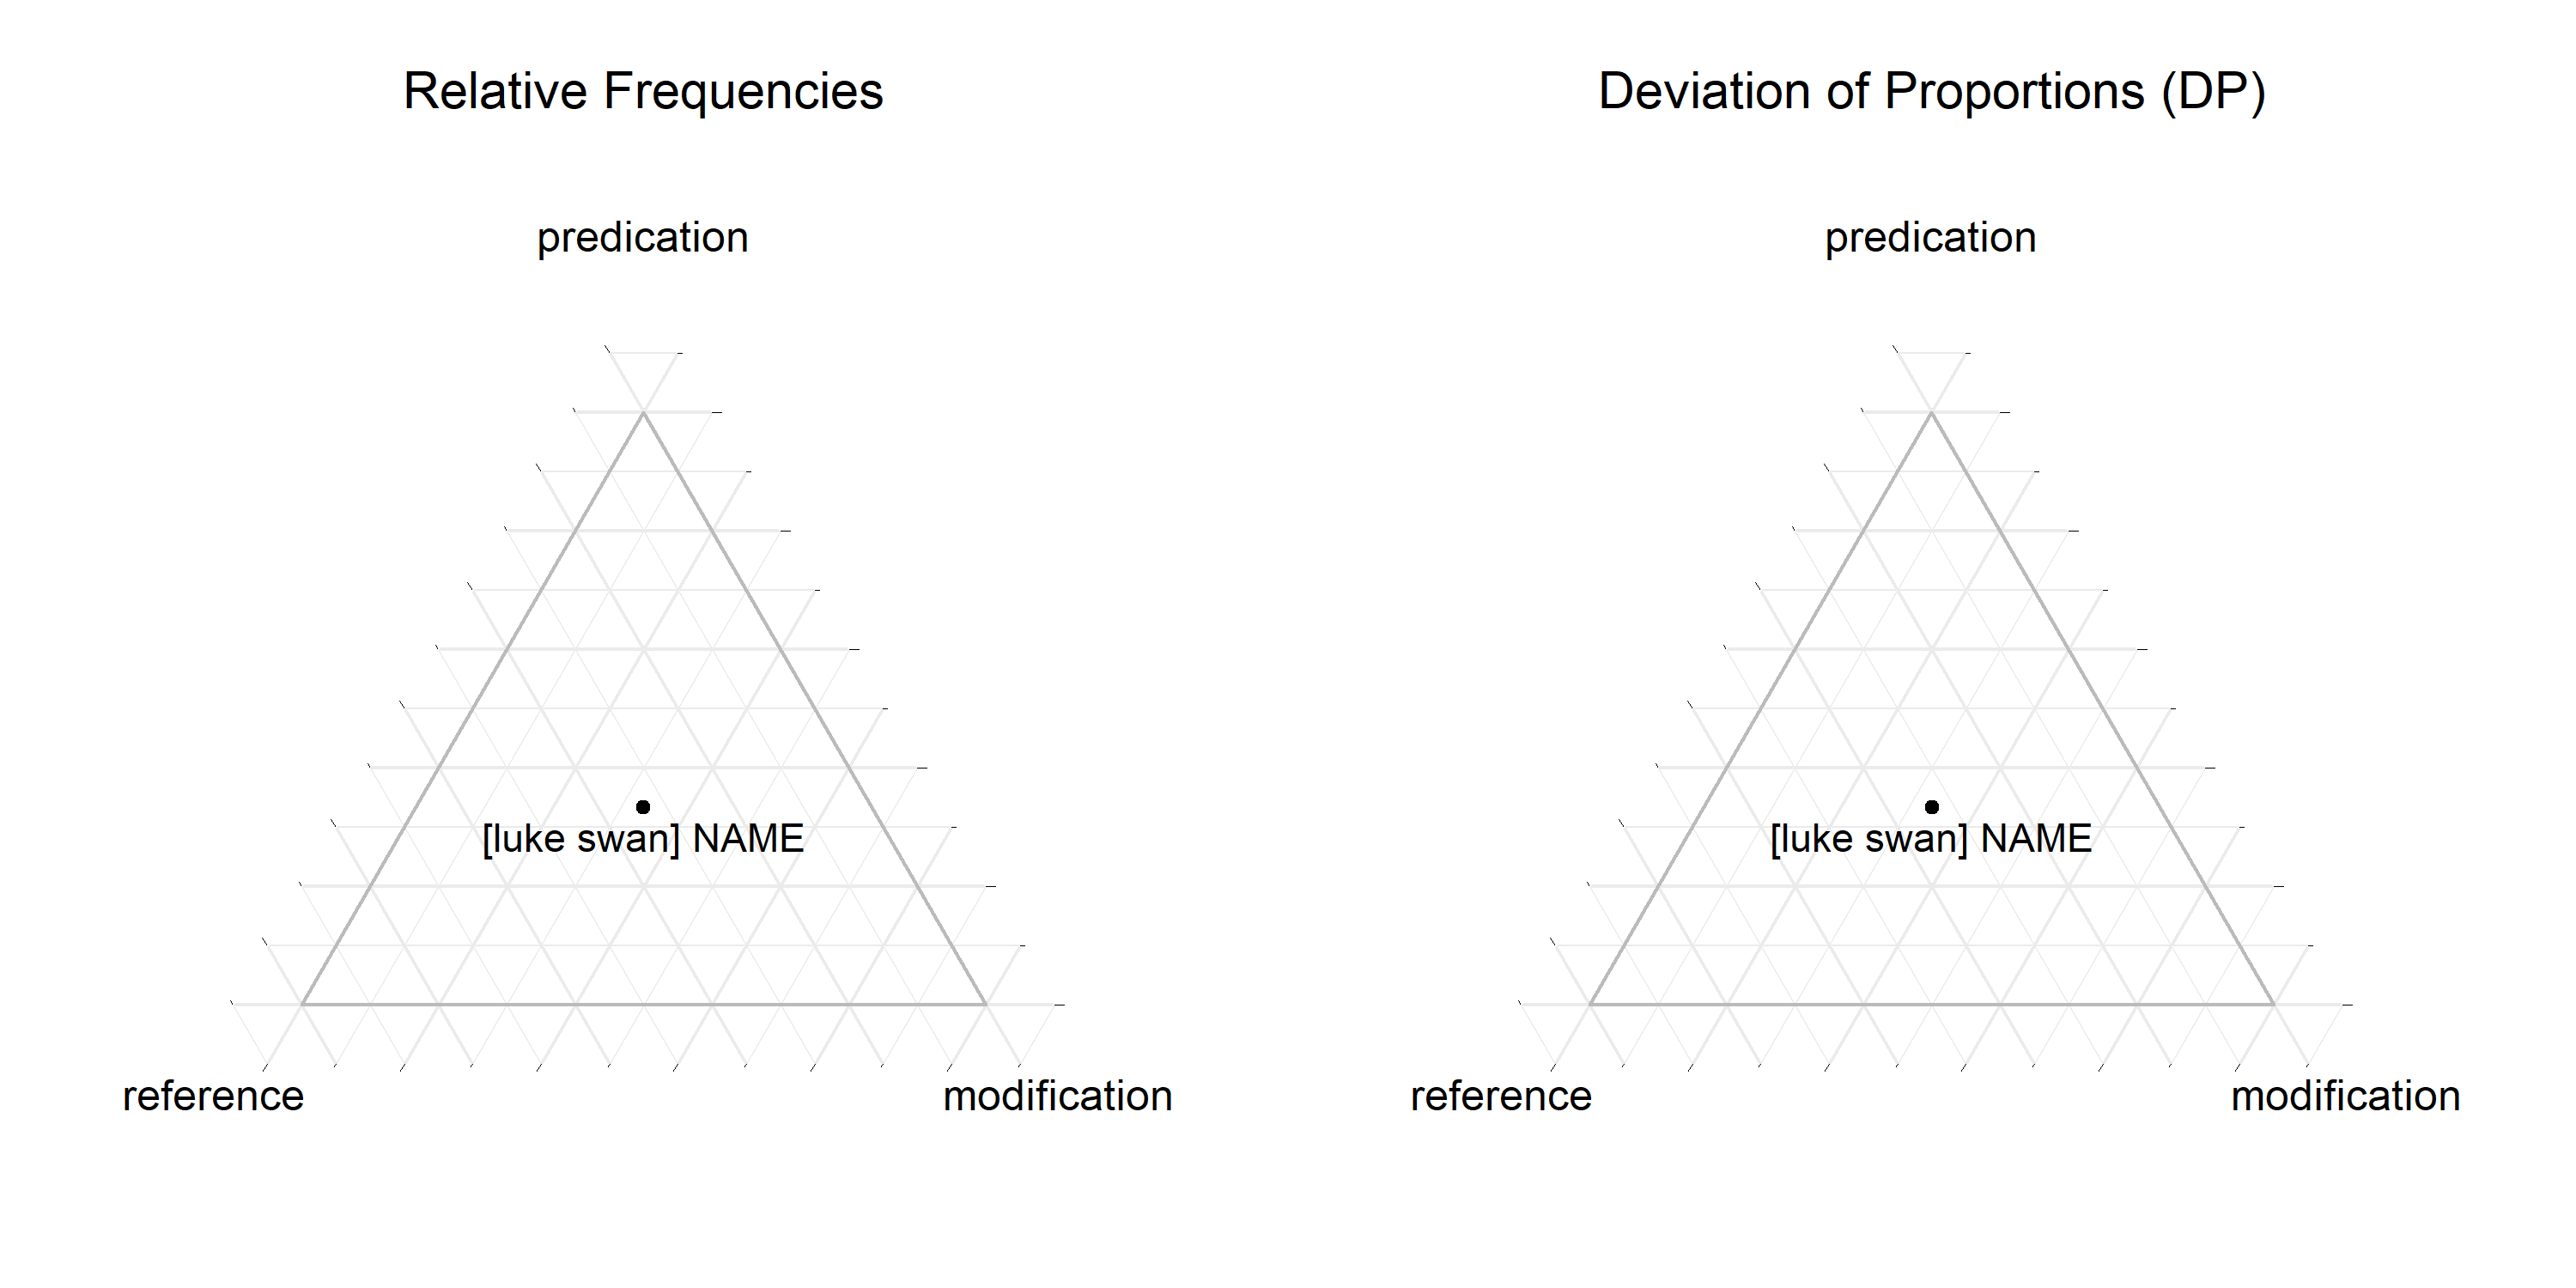 Relative Frequencies
predication
[luke swan] NAME
reference
modification
Deviation of Proportions (DP)
predication
[luke swan] NAME
reference
modification